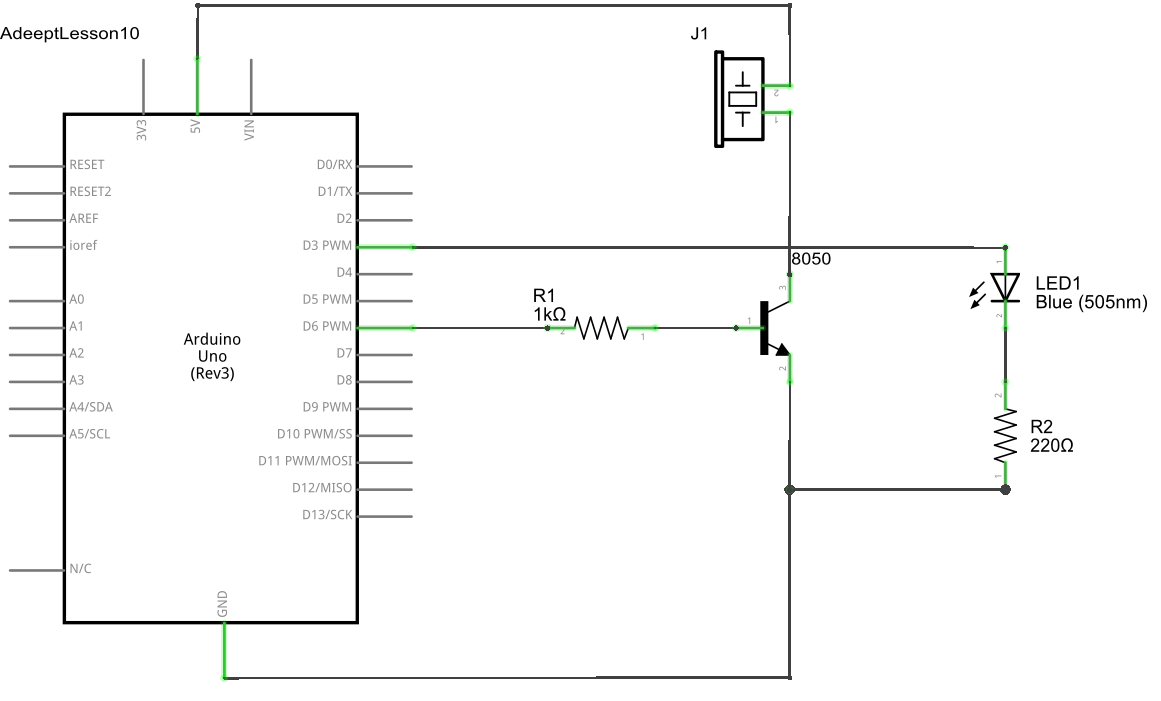 AdeeptLesson10
J1
3V3
5V
VIN
2
1
RESET
D0/RX
RESET2
D1/TX
AREF
D2
ioref
D3 PWM
8050
D4
1
LED1
Blue (505nm)
2
A0
D5 PWM
R1
1kΩ
3
A1
D6 PWM
2
1
1
Arduino
Uno
(Rev3)
A2
D7
2
A3
D8
A4/SDA
D9 PWM
2
R2
220Ω
1
A5/SCL
D10 PWM/SS
D11 PWM/MOSI
D12/MISO
D13/SCK
N/C
GND